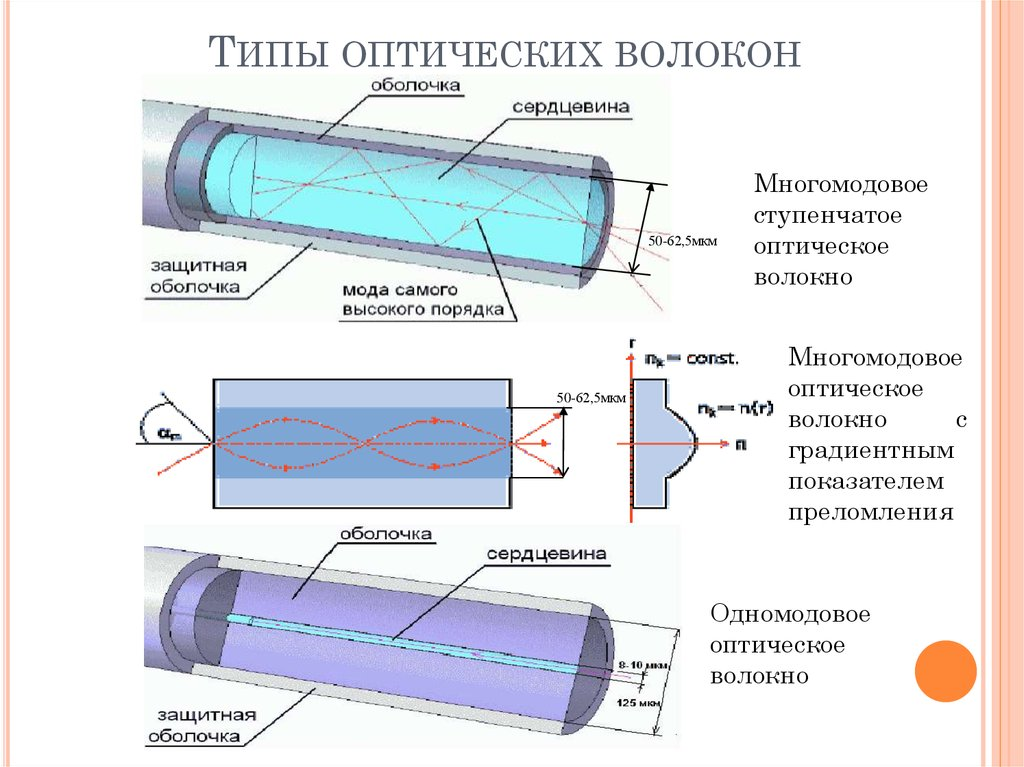 Типы оптических волокон
оболочка
сердцевина
Многомодовое
ступенчатое
оптическое
волокно
50-62,5мкм
защитная
оболочка
мода самого
высокого порядка
r
nk = const.
Многомодовое
оптическое
волокно с
градиентным
показателем
преломления
50-62,5мкм
nk = n(r)
αm
n
оболочка
сердцевина
Одномодовое
оптическое
волокно
8-10 мкм
125 мкм
защитная
оболочка